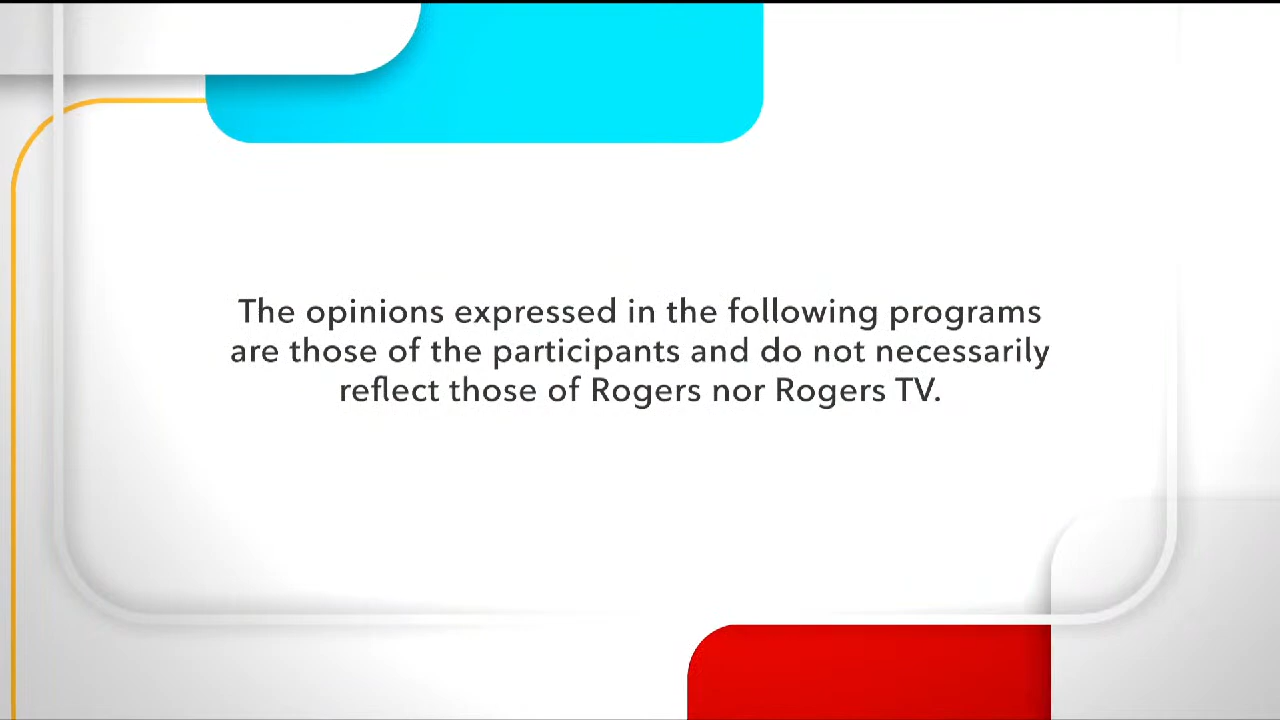 The opinions expressed in the following programs
are those of the participants and do not necessarily
reflect those of Rogers nor Rogers TV.